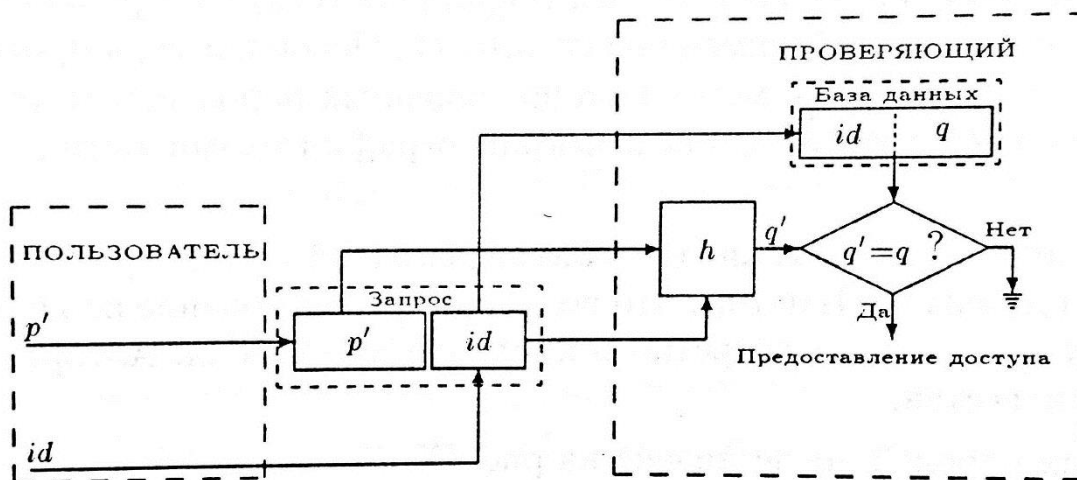 ПРОВЕРЯЮЩИЙ
База данных
id q
ПОЛЬЗОВАТЕЛЬ
h
q'
q'=q ?
Нет
Запрос
p'
p'
id
Да
Предоставление доступа
id